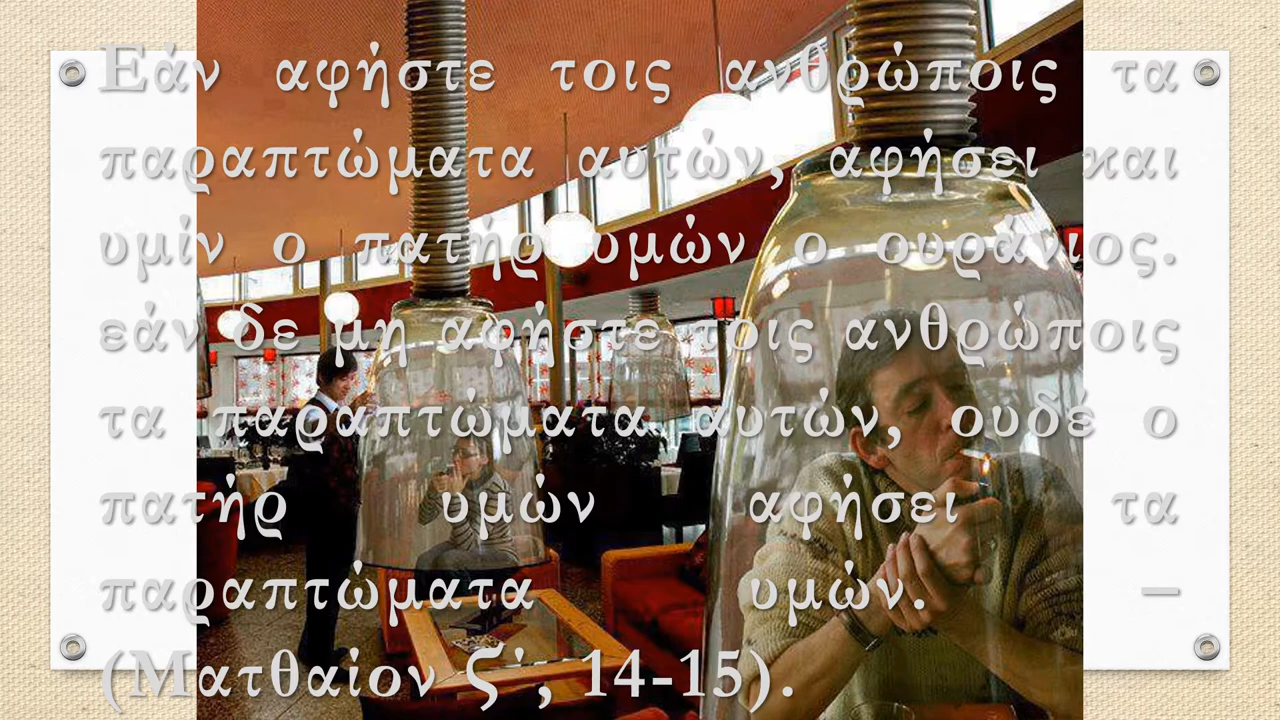 Εάν αφήστε τοις ανθρώποις τα
παραπτώματα αυτών, αφήσει και
υμίν ο πατήρ υμών ο ουράνιος.
εάν δε μη αφήστε τοις ανθρώποις
τα παραπτώματα αυτών, ουδέ ο
πατήρ υμών αφήσει τα
παραπτώματα υμών. –
(Ματθαίον ς', 14-15).